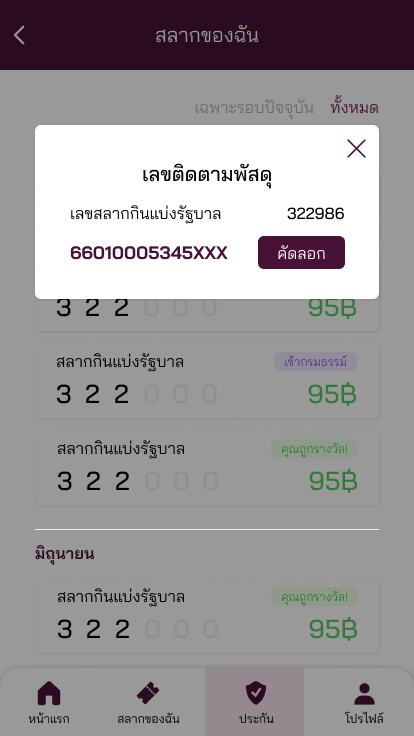 สลากของฉัน
เฉพาะรอบปัจจุบัน ทั้งหมด
เลขติดตามพัสดุ
เลขสลากกินแบ่งรัฐบาล 322986
66010005345XXX คัดลอก
3 2 2 0 0 0 95฿
สลากกินแบ่งรัฐบาล เข้ากรมธรรม์
3 2 2 0 0 0 95฿
สลากกินแบ่งรัฐบาล คุณถูกรางวัล!
3 2 2 0 0 0 95฿
มิถุนายน
สลากกินแบ่งรัฐบาล คุณถูกรางวัล!
3 2 2 0 0 0 95฿
หน้าแรก สลากของฉัน ประกัน โปรไฟล์